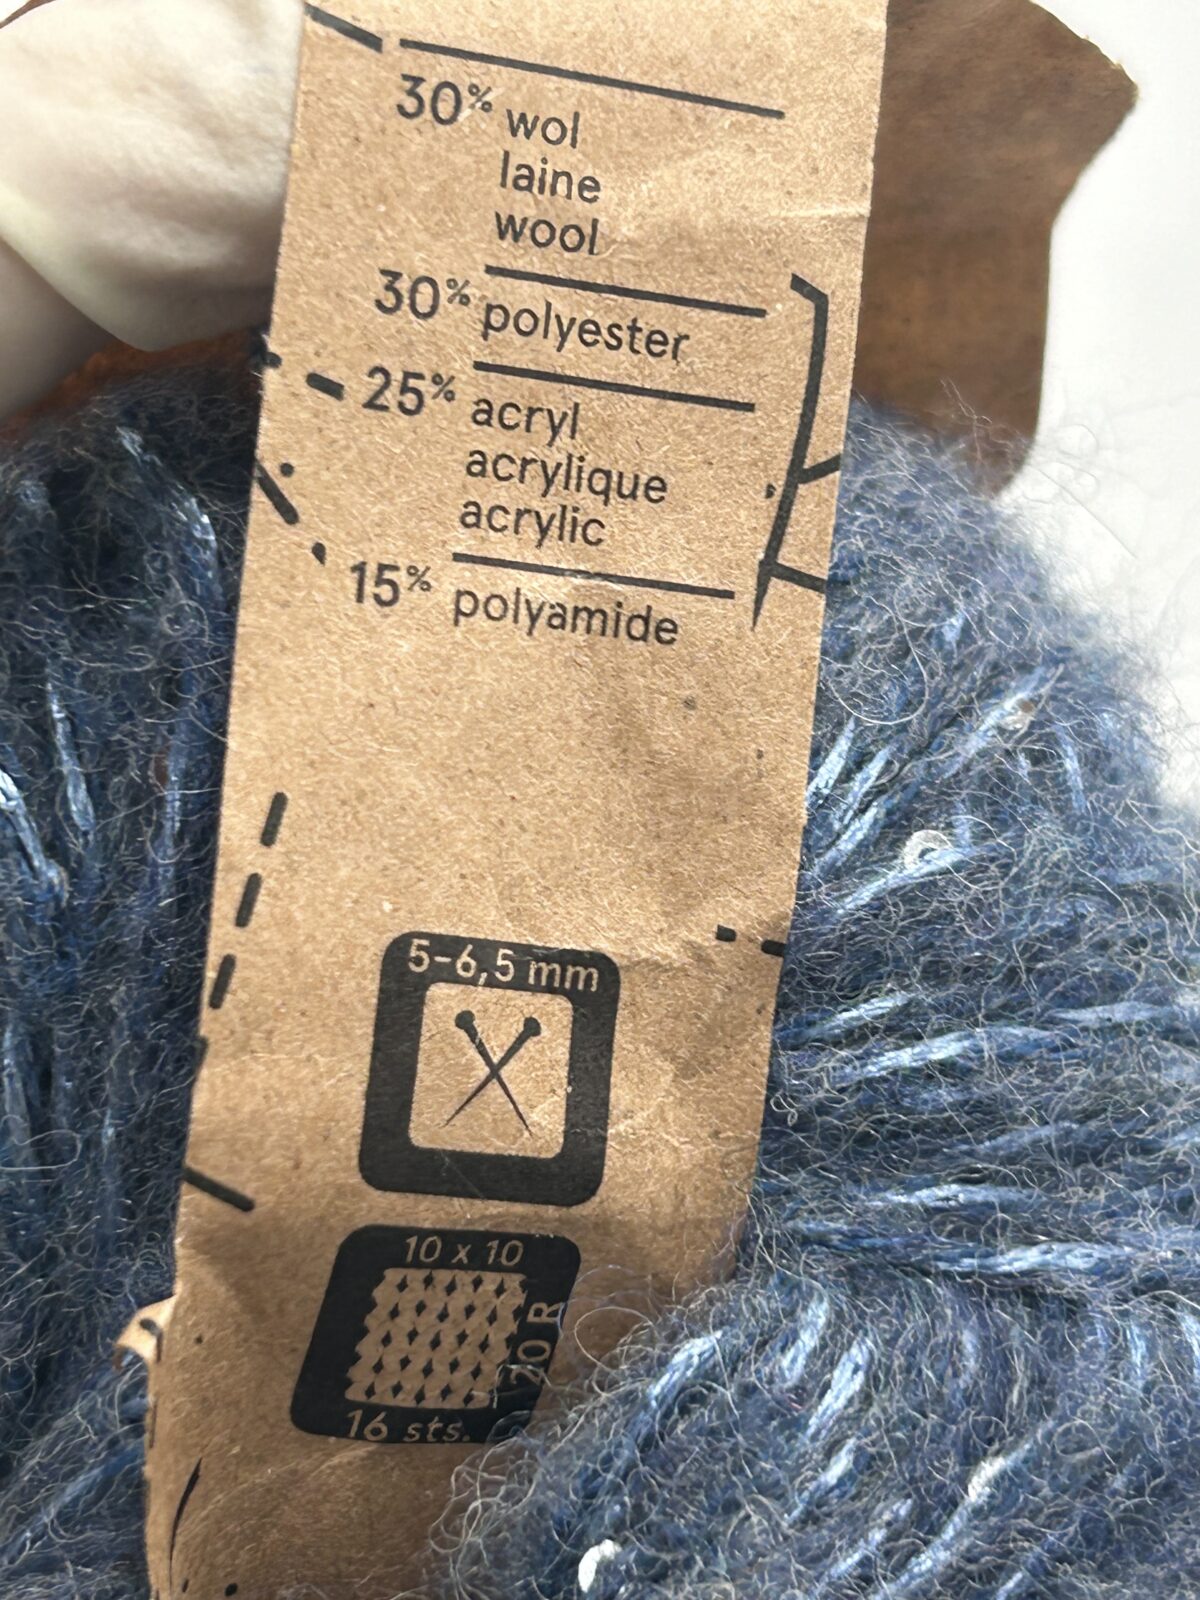 30% wol
laine
wool
30% polyester
25% acryl
acrylique
acrylic
15% polyamide
5-6,5 mm
10 x 10
20 R
16 sts.